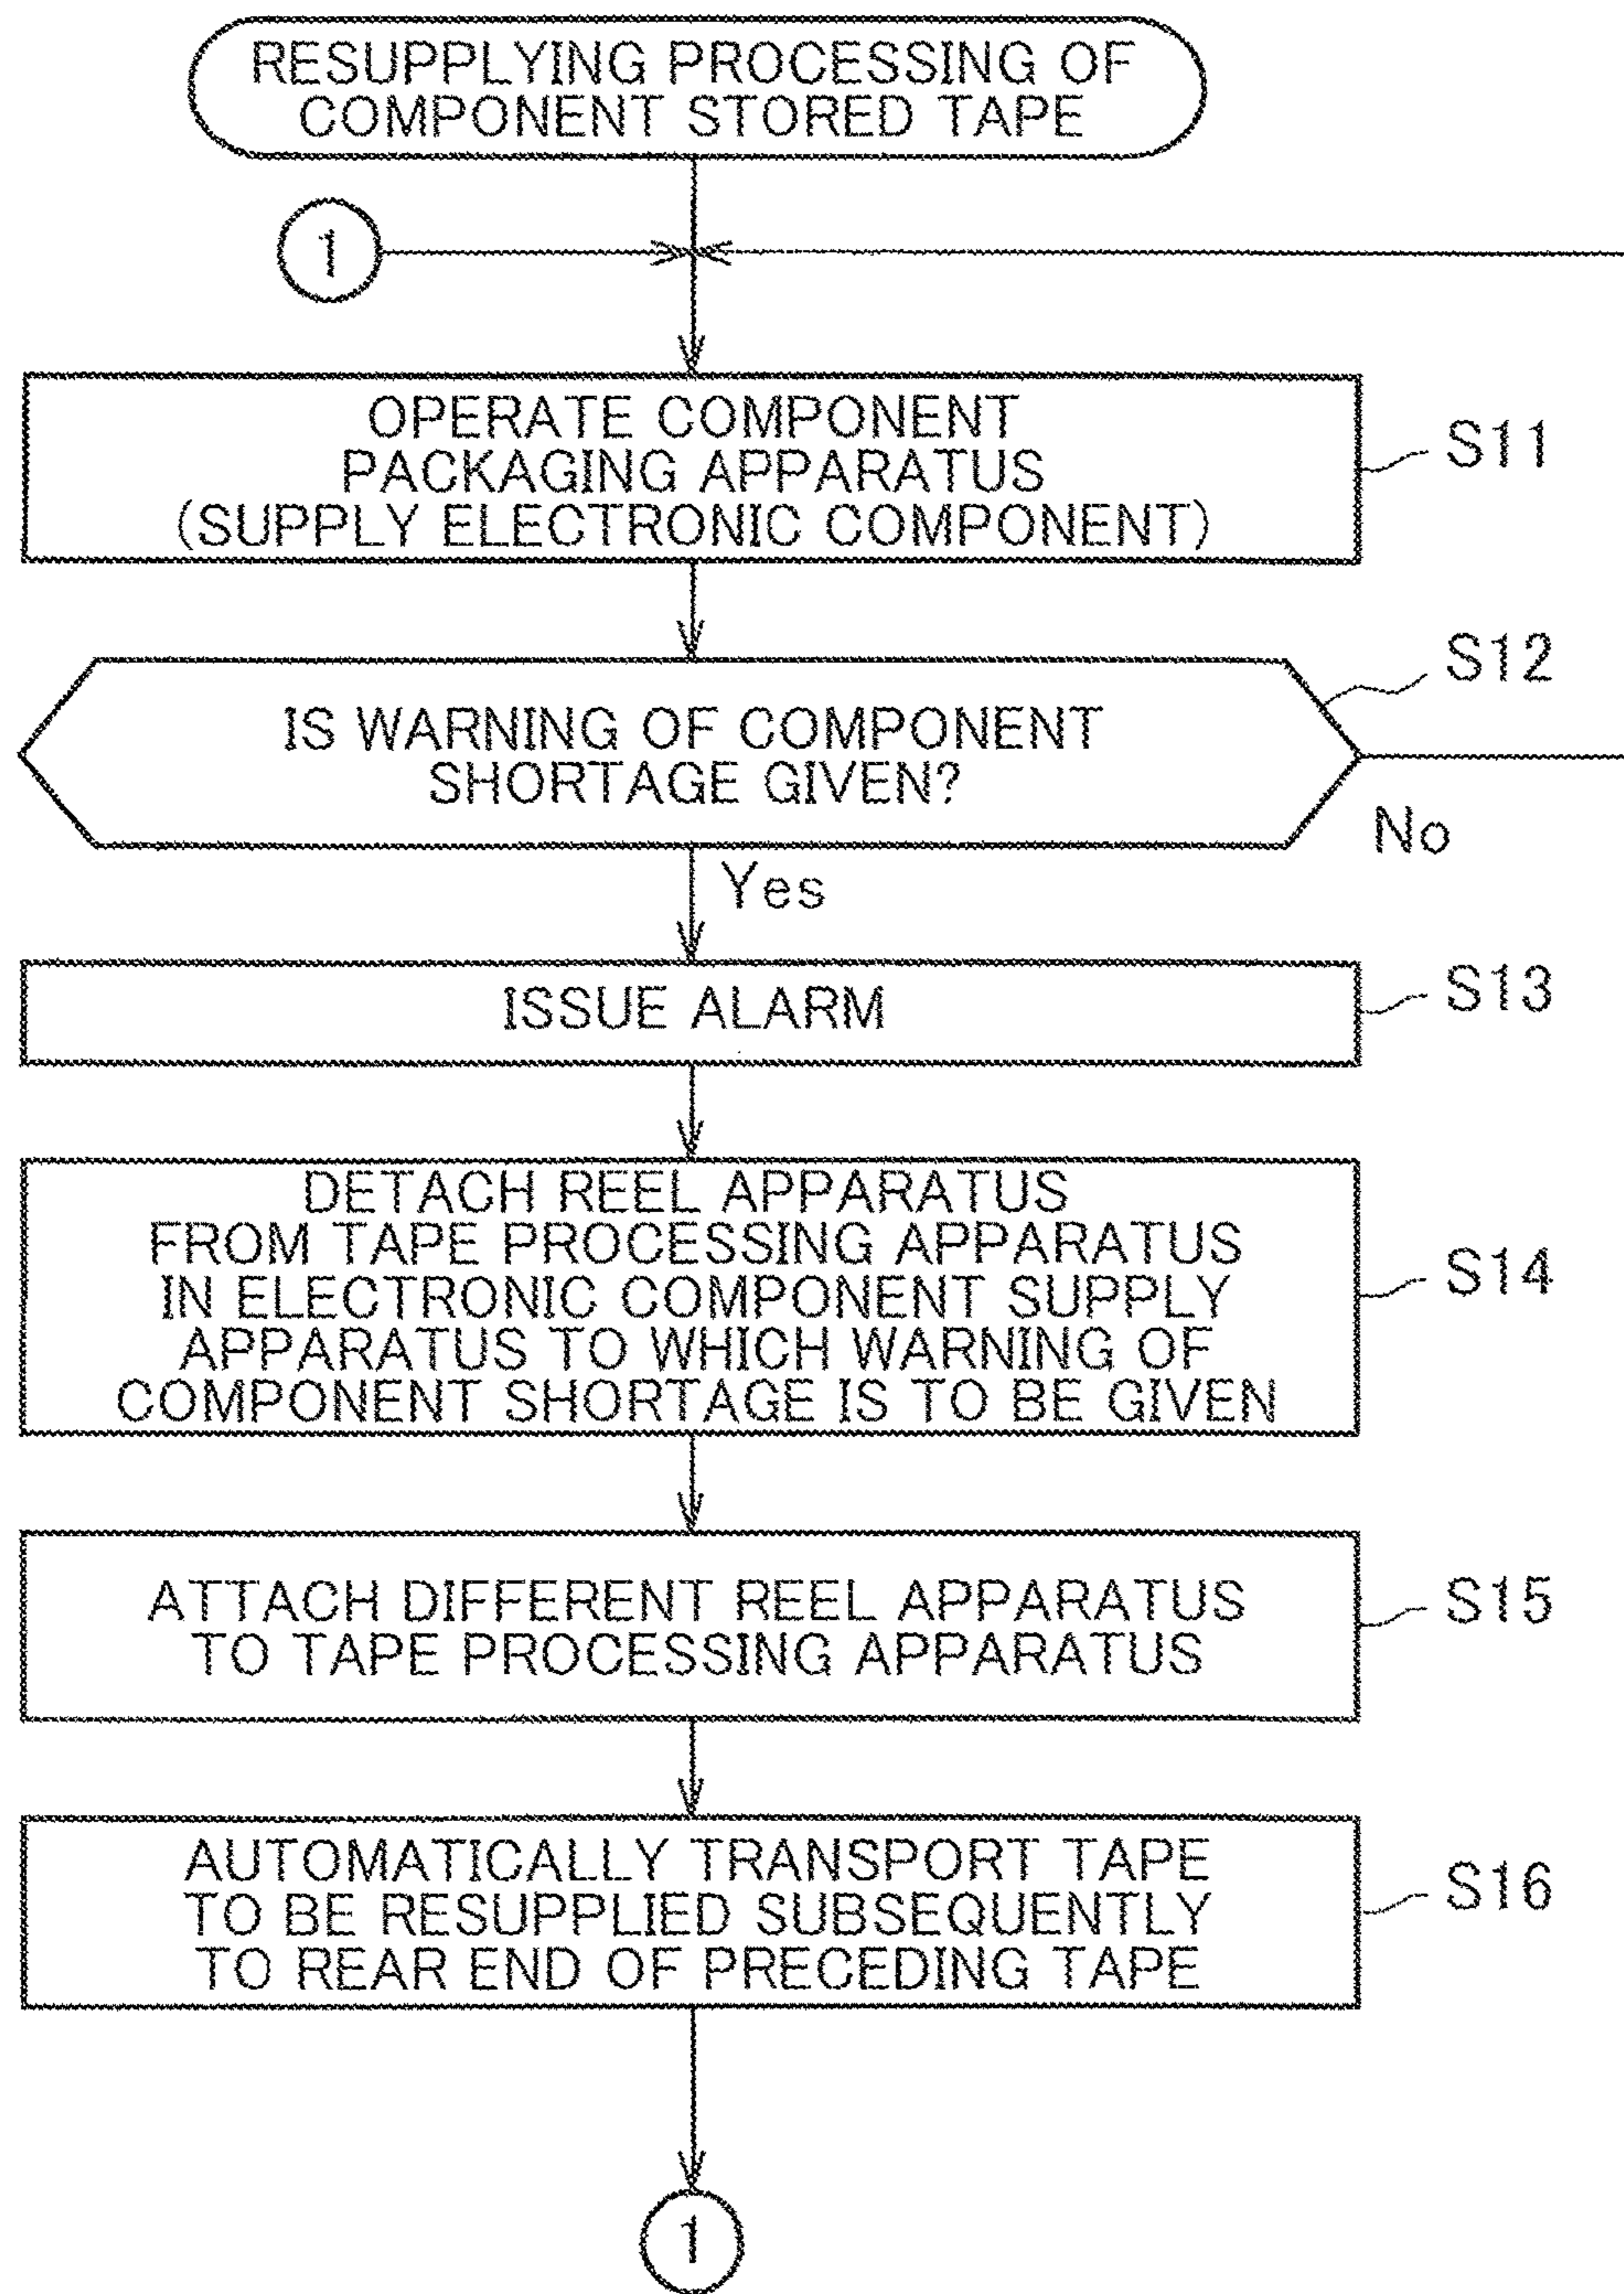 RESUPPLYING PROCESSING OF
COMPONENT STORED TAPE
1
OPERATE COMPONENT
PACKAGING APPARATUS
(SUPPLY ELECTRONIC COMPONENT)
S11
IS WARNING OF COMPONENT
SHORTAGE GIVEN?
S12
No
Yes
ISSUE ALARM
S13
DETACH REEL APPARATUS
FROM TAPE PROCESSING APPARATUS
IN ELECTRONIC COMPONENT SUPPLY
APPARATUS TO WHICH WARNING OF
COMPONENT SHORTAGE IS TO BE GIVEN
S14
ATTACH DIFFERENT REEL APPARATUS
TO TAPE PROCESSING APPARATUS
S15
AUTOMATICALLY TRANSPORT TAPE
TO BE RESUPPLIED SUBSEQUENTLY
TO REAR END OF PRECEDING TAPE
S16
1